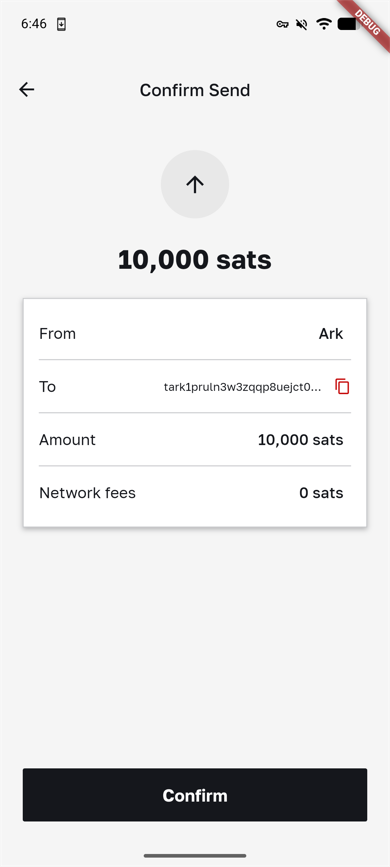 6:46
DEBUG
Confirm Send
10,000 sats
From Ark
To tark1pruln3w3zqqp8uejct0...
Amount 10,000 sats
Network fees 0 sats
Confirm